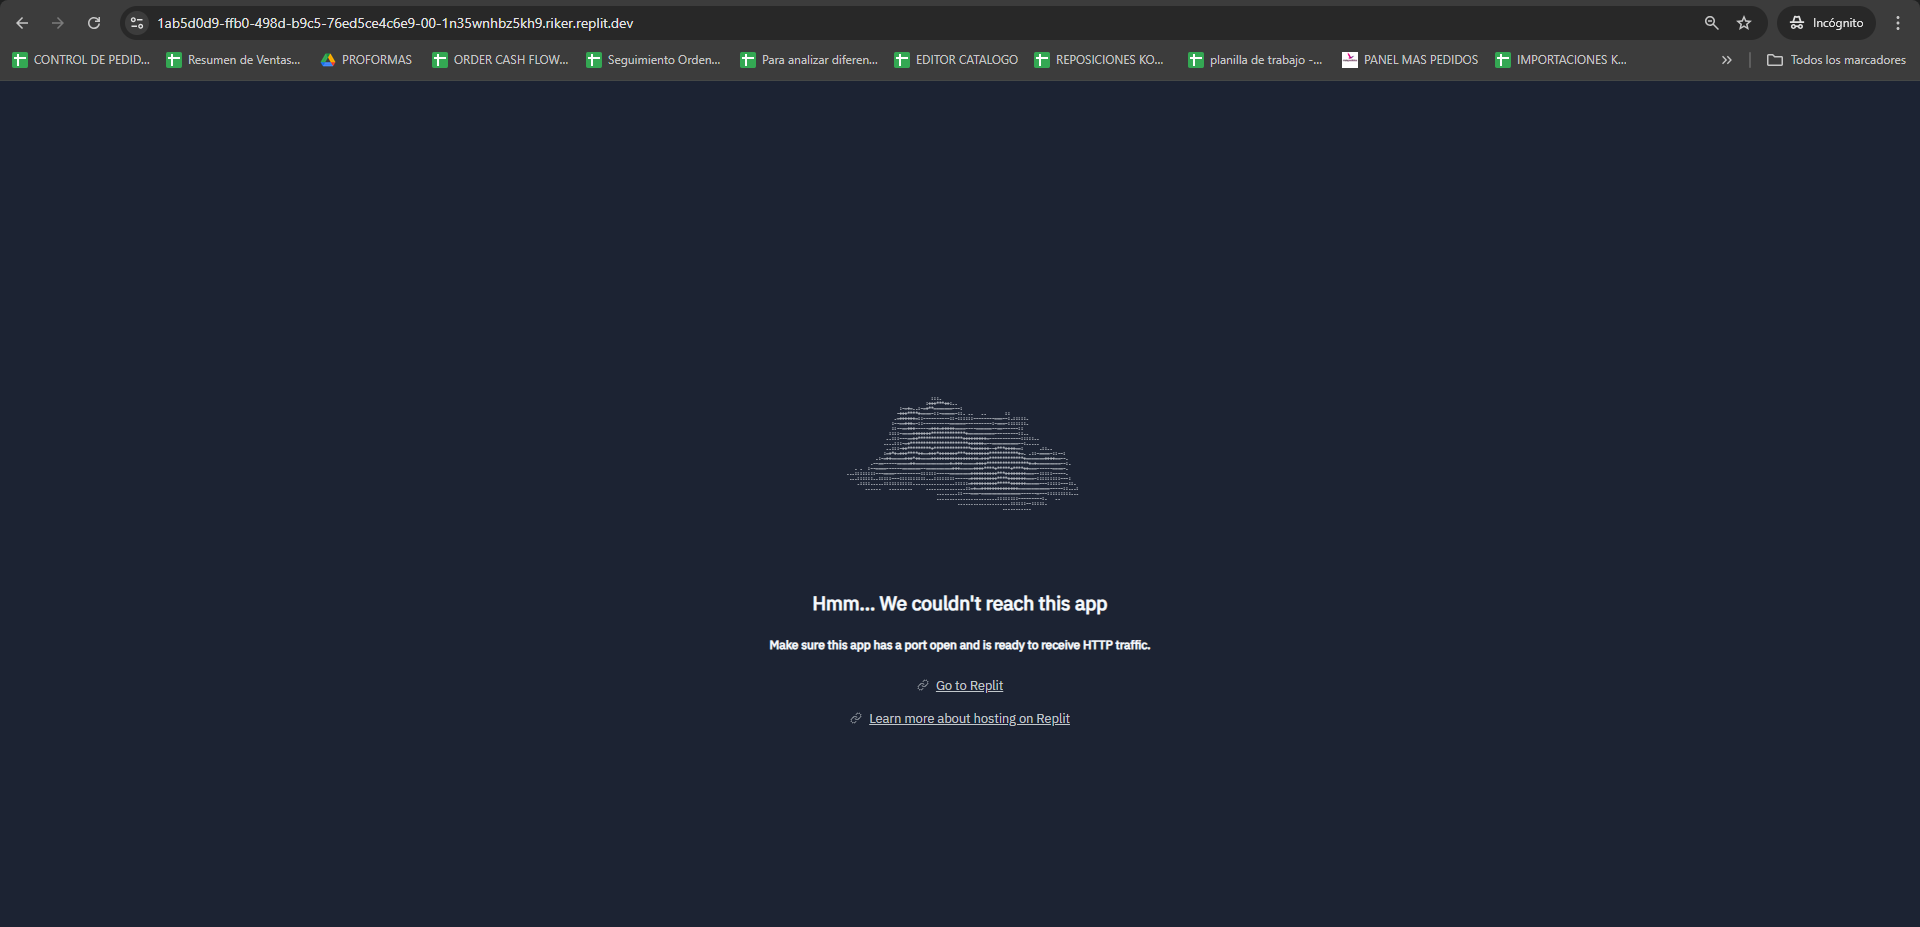 1ab5d0d9-ffb0-498d-b9c5-76ed5ce4c6e9-00-1n35wnhbz5kh9.riker.replit.dev
Incógnito
CONTROL DE PEDID...
Resumen de Ventas...
PROFORMAS
ORDER CASH FLOW...
Seguimiento Orden...
Para analizar diferen...
EDITOR CATALOGO
REPOSICIONES KO...
planilla de trabajo -...
PANEL MAS PEDIDOS
IMPORTACIONES K...
Todos los marcadores
Hmm... We couldn't reach this app
Make sure this app has a port open and is ready to receive HTTP traffic.
Go to Replit
Learn more about hosting on Replit